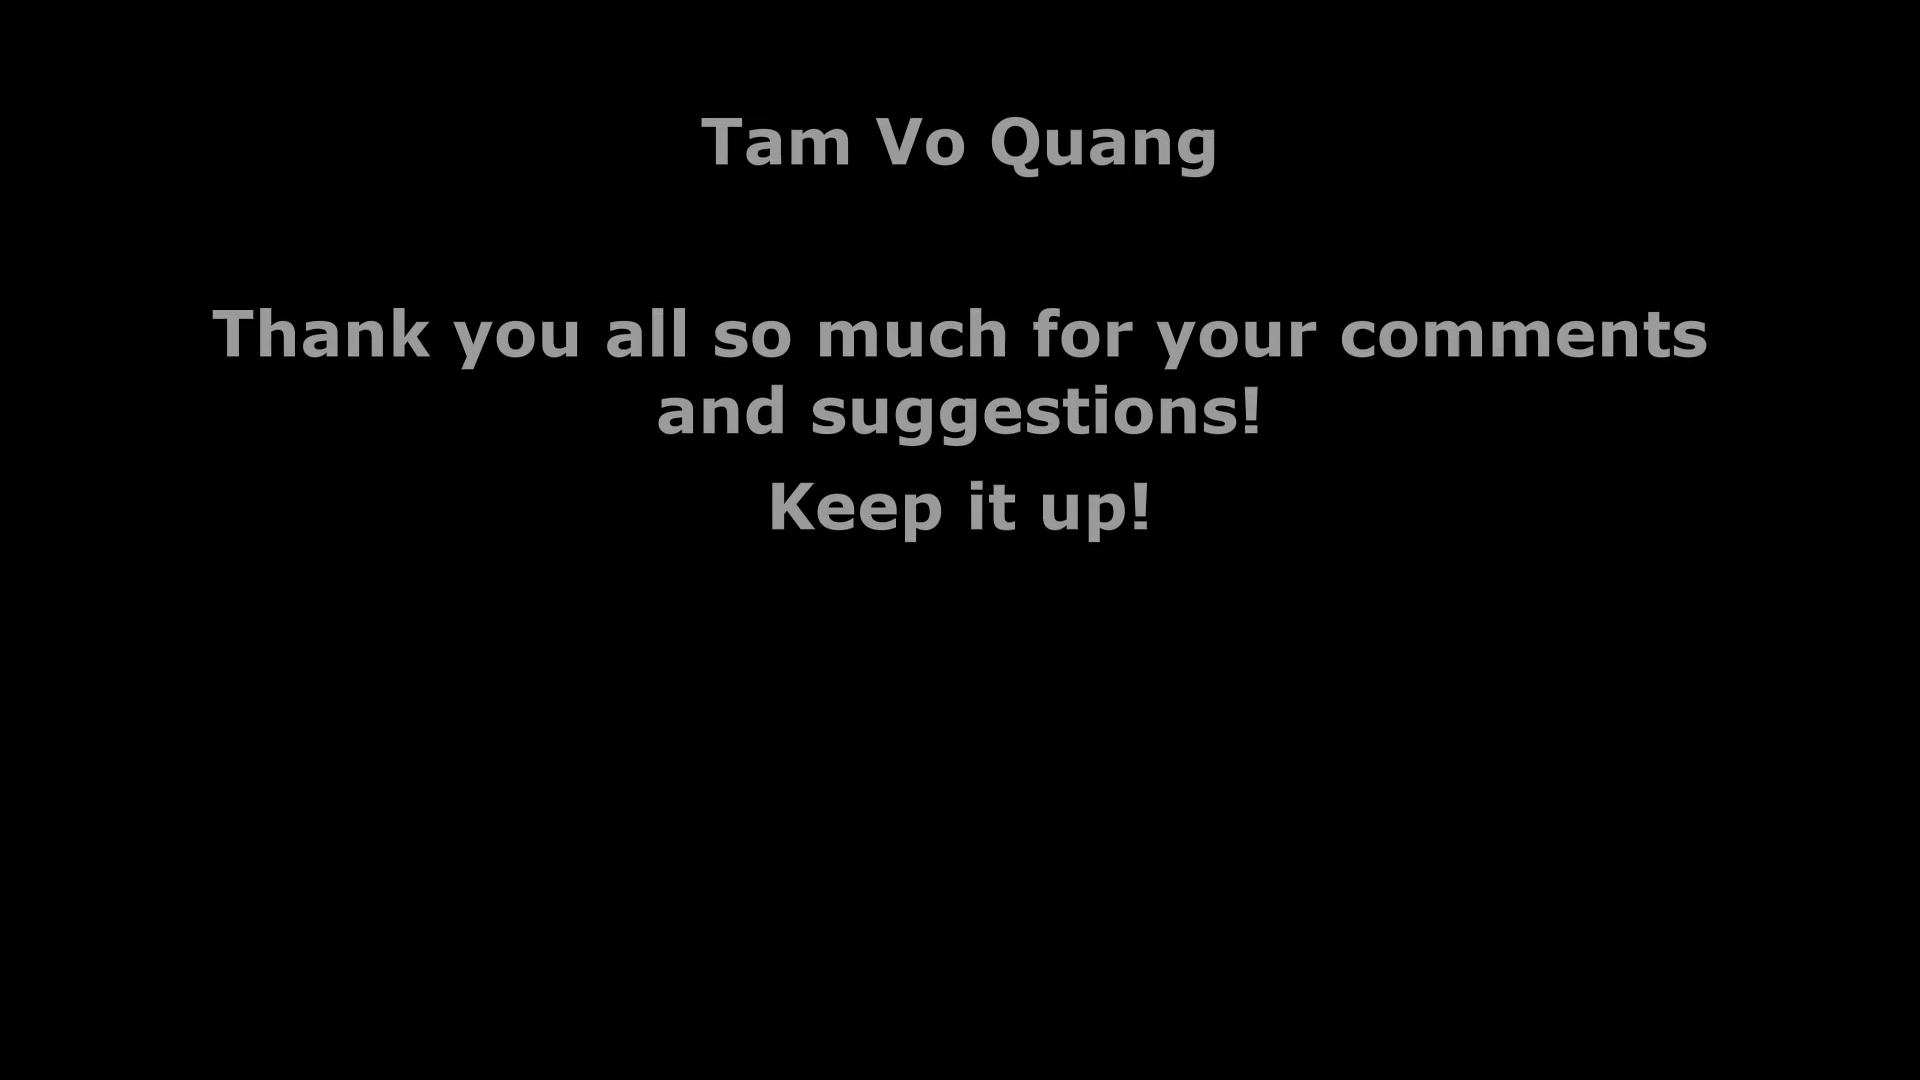 Tam Vo Quang
Thank you all so much for your comments
and suggestions!
Keep it up!